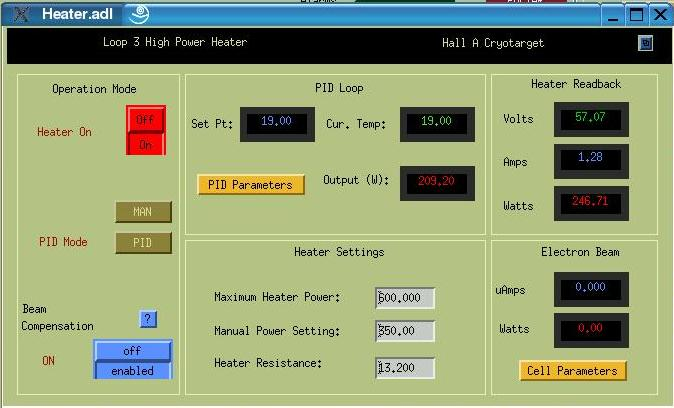 Heater.adl
Loop 3 High Power Heater
Hall A Cryotarget
Operation Mode
Heater On
Off
On
MAN
PID Mode
PID
Beam
Compensation
?
ON
off
enabled
PID Loop
Set Pt:
19.00
Cur. Temp:
19.00
PID Parameters
Output (W):
209.20
Heater Settings
Maximum Heater Power:
600.000
Manual Power Setting:
350.00
Heater Resistance:
13.200
Heater Readback
Volts
57.07
Amps
1.28
Watts
246.71
Electron Beam
uAmps
0.000
Watts
0.00
Cell Parameters